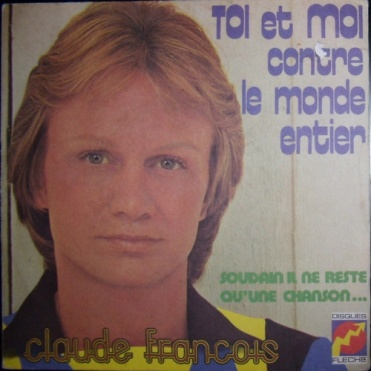 TOI et MOI
contre
le monde
entier
SOUDAIN IL NE RESTE
QU'UNE CHANSON...
claude françois
DISQUES
FLECHE